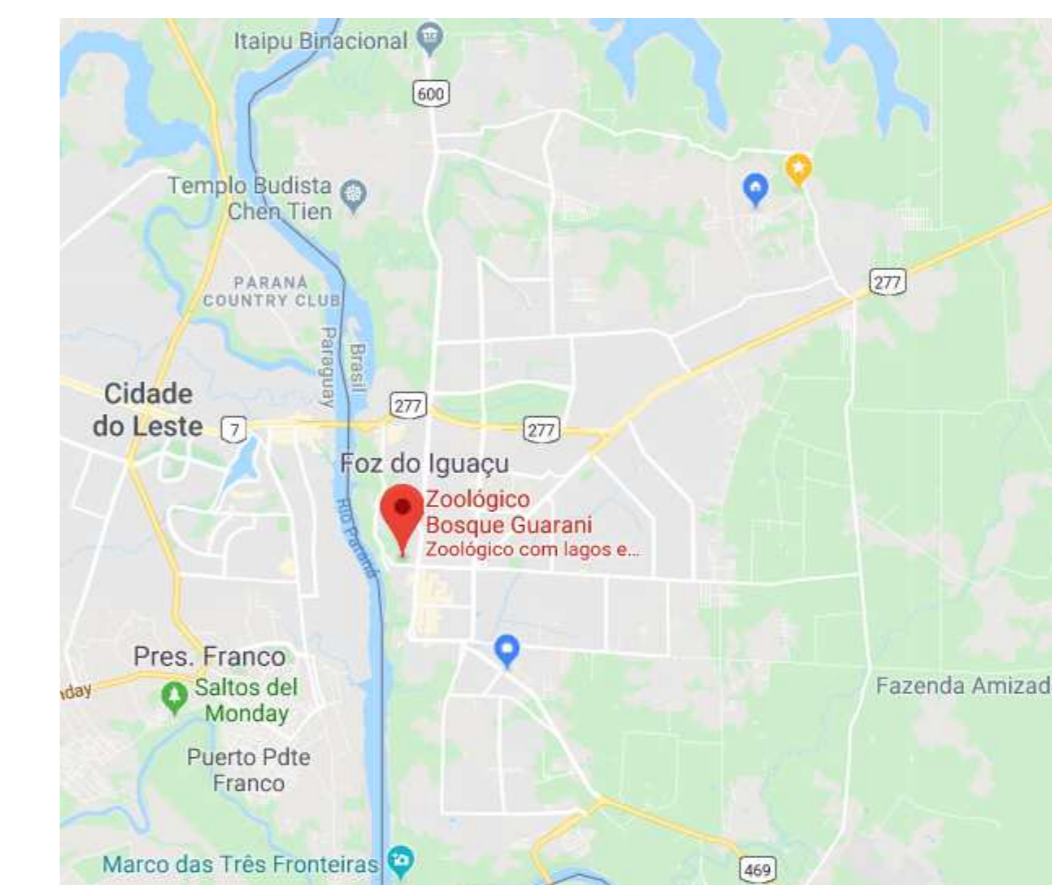 Itaipu Binacional
600
Templo Budista
Chen Tien
277
PARANÁ
COUNTRY CLUB
Paraguay
Brasil
Cidade
do Leste
7
277
277
Foz do Iguaçu
Zoológico
Bosque Guarani
Zoológico com lagos e...
Rio Paraná
Pres. Franco
nday
Saltos del
Monday
Fazenda Amizad
Puerto Pdte
Franco
Marco das Três Fronteiras
469